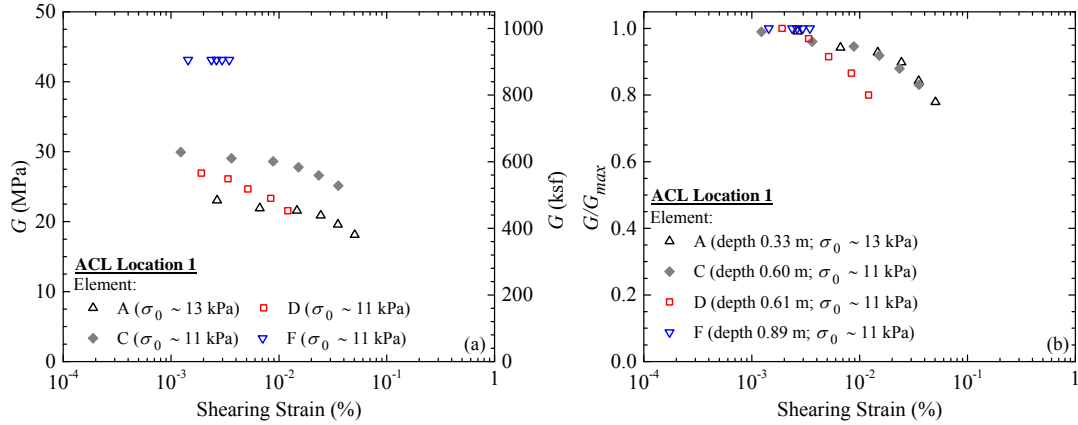 50
40
30
20
10
0
G (MPa)
1000
800
600
400
200
0
G (ksf)
ACL Location 1
Element:
A (σ0 ~ 13 kPa)
D (σ0 ~ 11 kPa)
C (σ0 ~ 11 kPa)
F (σ0 ~ 11 kPa)
(a)
10-4
10-3
10-2
10-1
1
Shearing Strain (%)
1.0
0.8
0.6
0.4
0.2
0.0
G/Gmax
ACL Location 1
Element:
A (depth 0.33 m; σ0 ~ 13 kPa)
C (depth 0.60 m; σ0 ~ 11 kPa)
D (depth 0.61 m; σ0 ~ 11 kPa)
F (depth 0.89 m; σ0 ~ 11 kPa)
(b)
10-4
10-3
10-2
10-1
1
Shearing Strain (%)